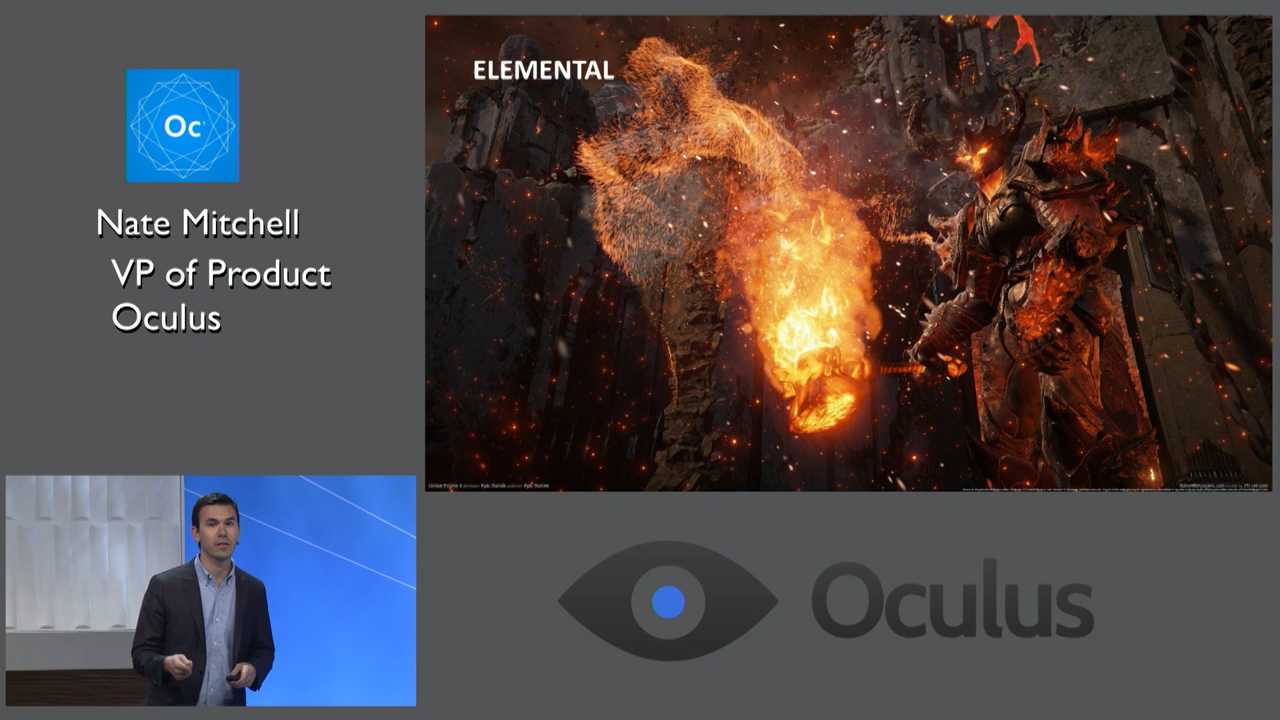 Oc
Nate Mitchell
VP of Product
Oculus
ELEMENTAL
Oculus